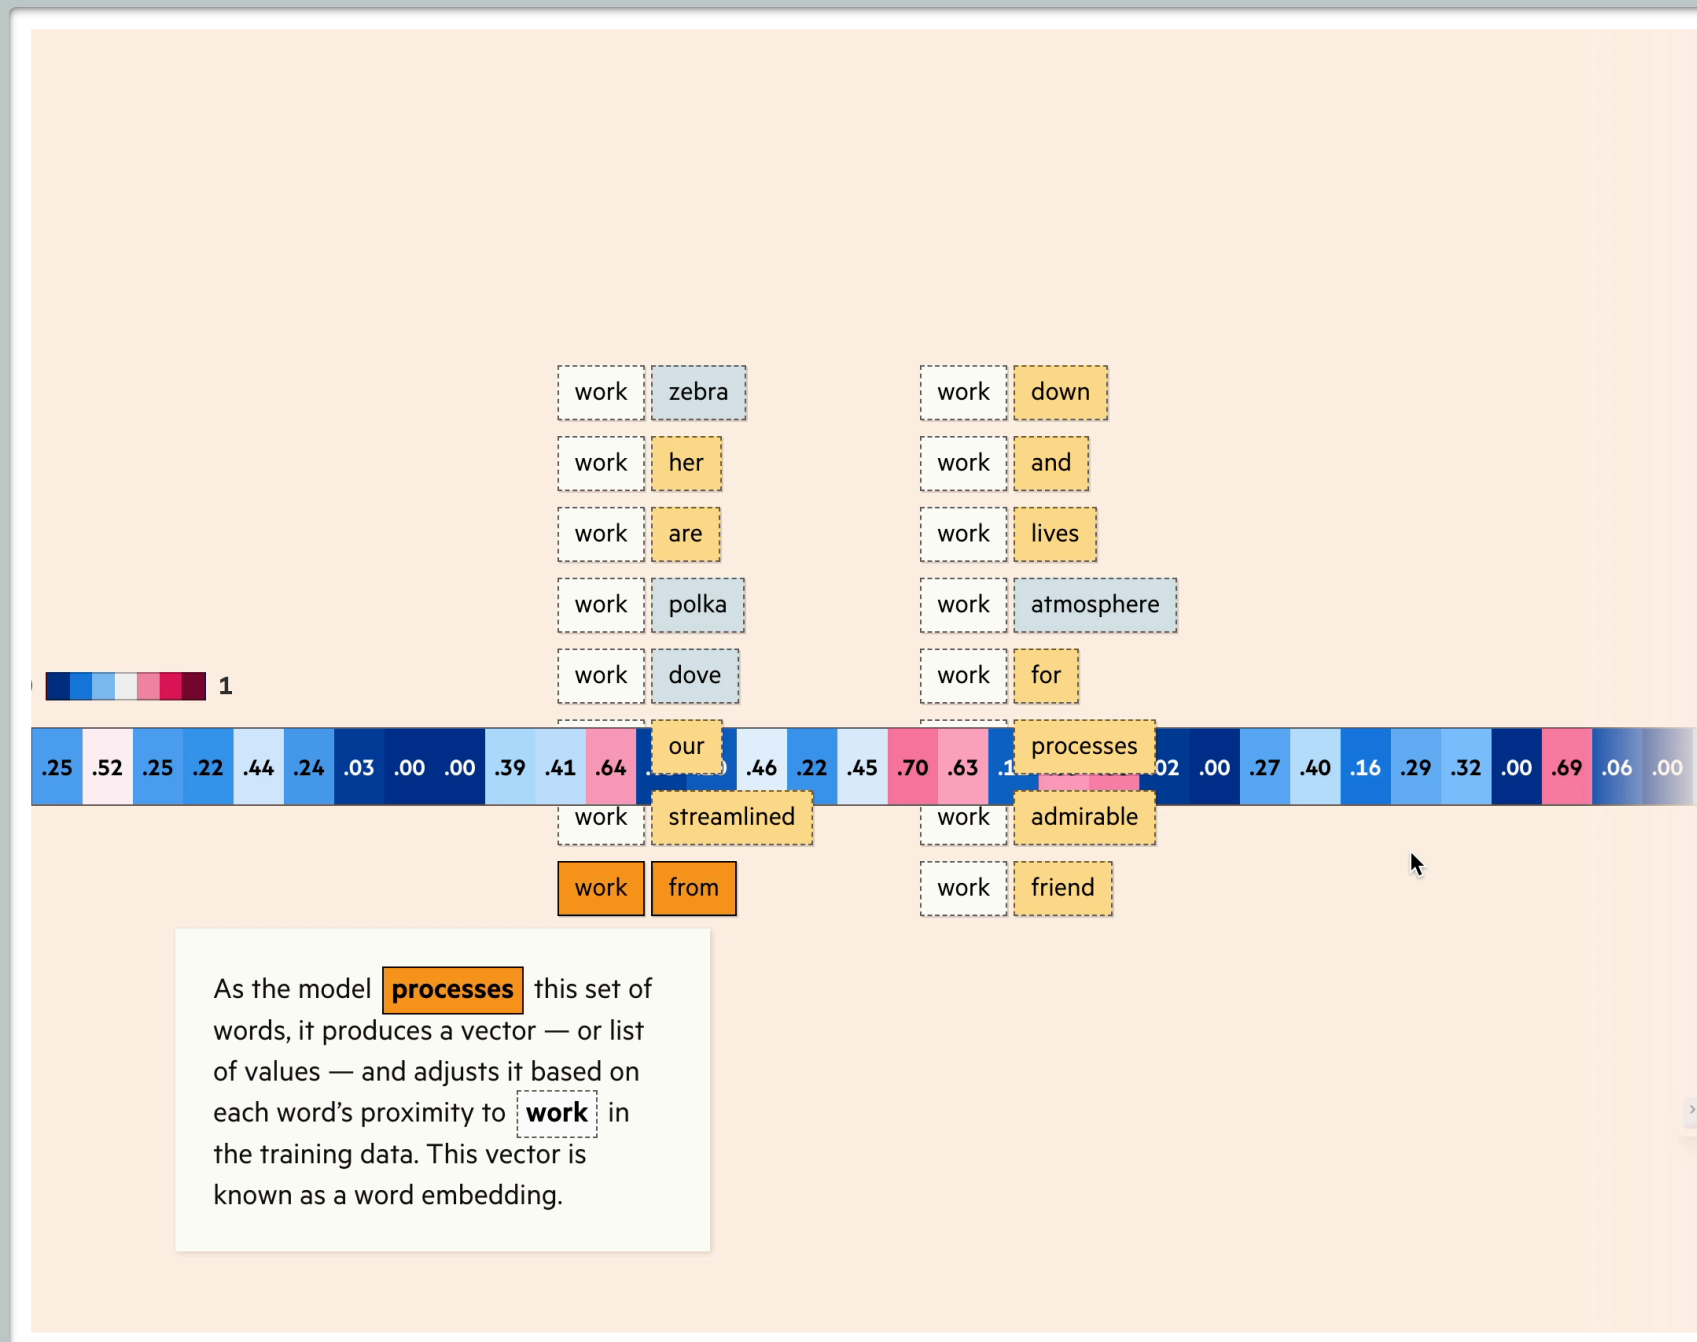 work zebra work down
work her work and
work are work lives
work polka work atmosphere
work dove work for
1
our processes
.25 .52 .25 .22 .44 .24 .03 .00 .00 .39 .41 .64 .46 .22 .45 .70 .63 02 .00 .27 .40 .16 .29 .32 .00 .69 .06 .00
work streamlined work admirable
work from work friend
As the model processes this set of
words, it produces a vector — or list
of values — and adjusts it based on
each word’s proximity to work in
the training data. This vector is
known as a word embedding.